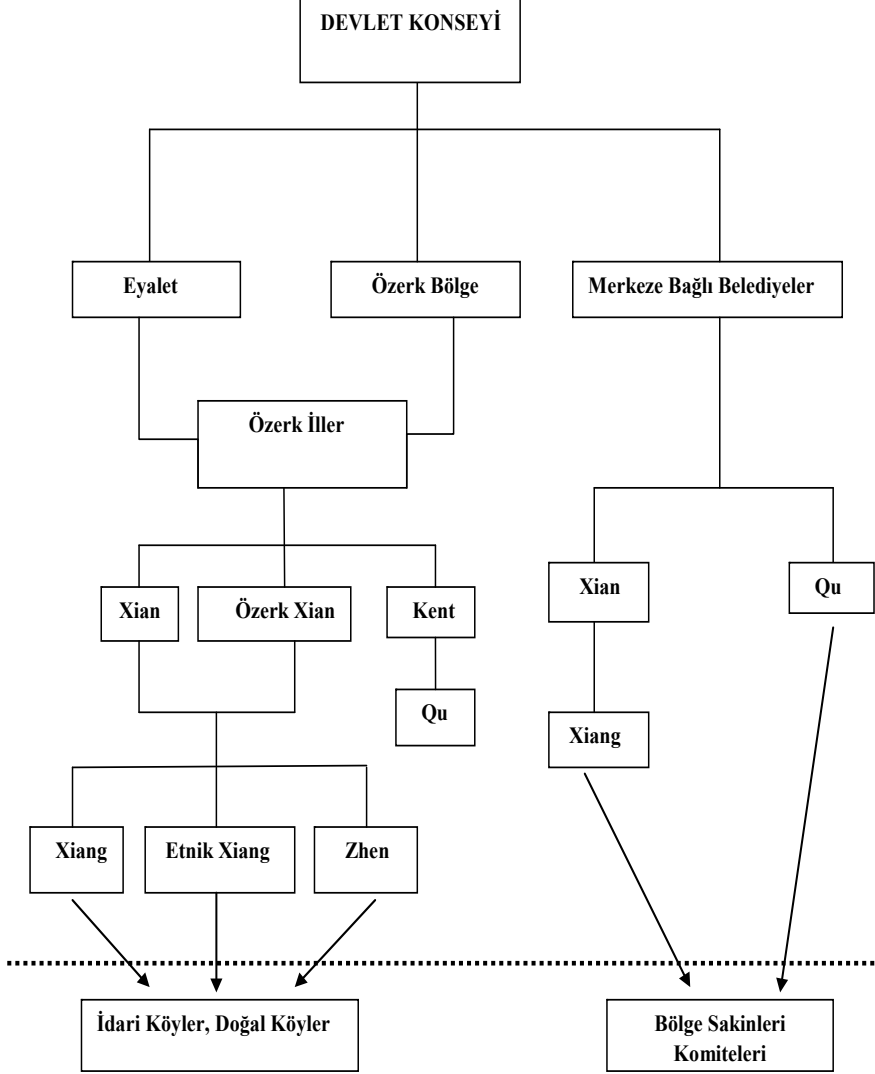 DEVLET KONSEYİ
Eyalet
Özerk Bölge
Merkeze Bağlı Belediyeler
Özerk İller
Xian
Özerk Xian
Kent
Xian
Qu
Qu
Xiang
Xiang
Etnik Xiang
Zhen
İdari Köyler, Doğal Köyler
Bölge Sakinleri
Komiteleri